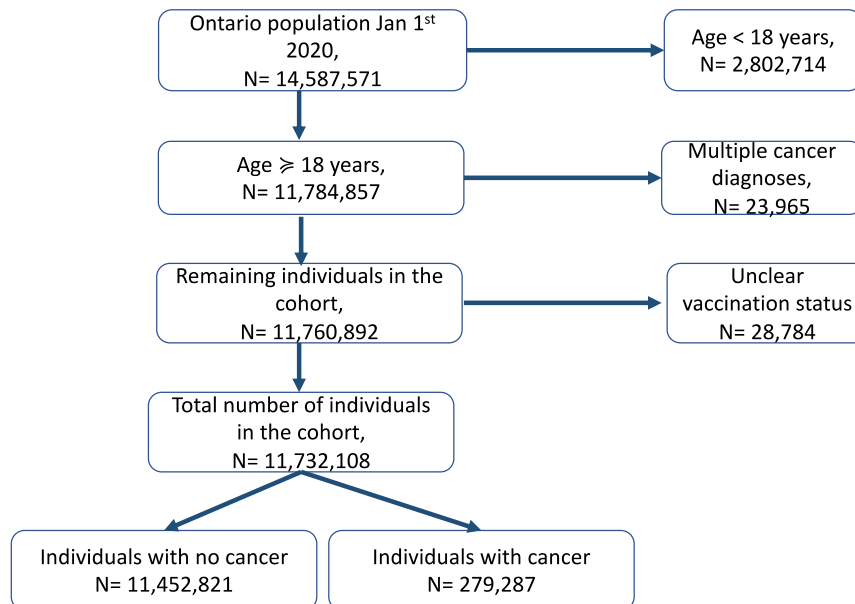 Ontario population Jan 1st
2020,
N= 14,587,571
Age < 18 years,
N= 2,802,714
Age ≽ 18 years,
N= 11,784,857
Multiple cancer
diagnoses,
N= 23,965
Remaining individuals in the
cohort,
N= 11,760,892
Unclear
vaccination status
N= 28,784
Total number of individuals
in the cohort,
N= 11,732,108
Individuals with no cancer
N= 11,452,821
Individuals with cancer
N= 279,287